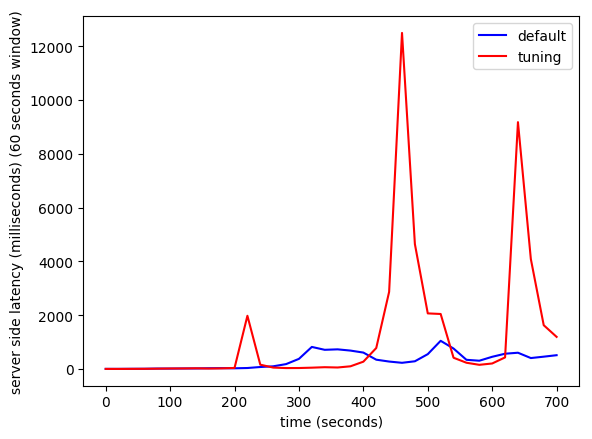 server side latency (milliseconds) (60 seconds window)
12000
10000
8000
6000
4000
2000
0
default
tuning
0 100 200 300 400 500 600 700
time (seconds)